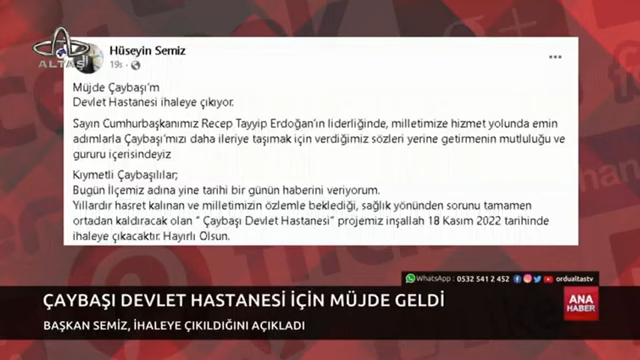 ALTAŞ
Hüseyin Semiz
19s
Müjde Çaybaşı'm
Devlet Hastanesi ihaleye çıkıyor.
Sayın Cumhurbaşkanımız Recep Tayyip Erdoğan'ın liderliğinde, milletimize hizmet yolunda emin
adımlarla Çaybaşı'mızı daha ileriye taşımak için verdiğimiz sözleri yerine getirmenin mutluluğu ve
gururu içerisindeyiz
Kıymetli Çaybaşılılar;
Bugün İlçemiz adına yine tarihi bir günün haberini veriyorum.
Yıllardır hasret kalınan ve milletimizin özlemle beklediği, sağlık yönünden sorunu tamamen
ortadan kaldıracak olan " Çaybaşı Devlet Hastanesi" projemiz inşallah 18 Kasım 2022 tarihinde
ihaleye çıkacaktır. Hayırlı Olsun.
WhatsApp : 0532 541 2 452 ordualtastv
ÇAYBAŞI DEVLET HASTANESİ İÇİN MÜJDE GELDİ
ANA
HABER
BAŞKAN SEMİZ, İHALEYE ÇIKILDIĞINI AÇIKLADI